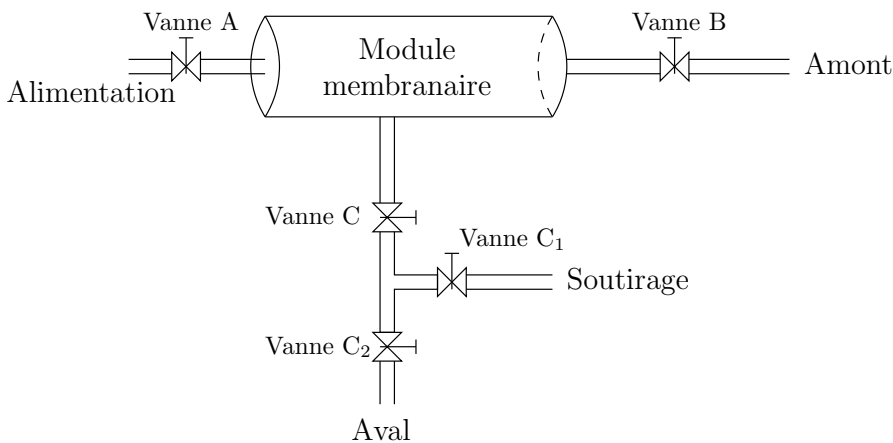 Vanne A
Vanne B
Module
membranaire
Alimentation
Amont
Vanne C
Vanne C₁
Soutirage
Vanne C₂
Aval